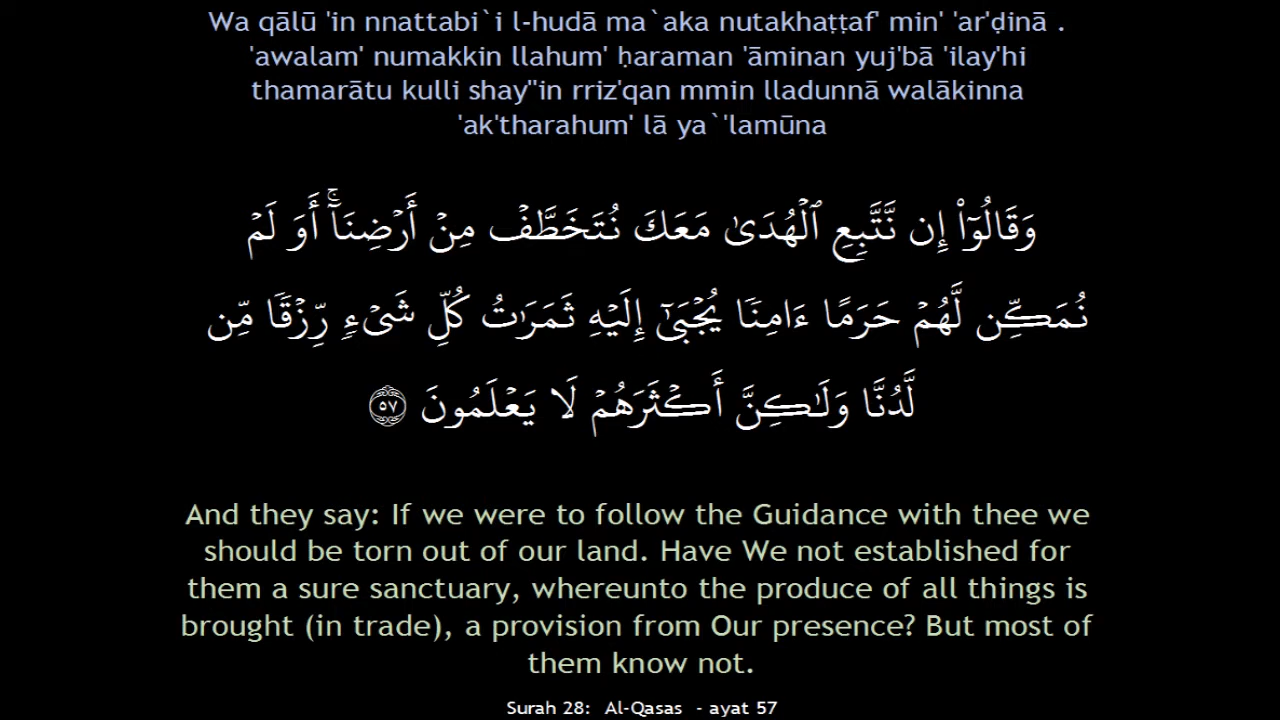 Wa qālū 'in nnattabi`i l-hudā ma`aka nutakhaṭṭaf' min' 'ar'ḍinā .
'awalam' numakkin llahum' ḥaraman 'āminan yuj'bā 'ilay'hi
thamarātu kulli shay''in rriz'qan mmin lladunnā walākinna
'ak'tharahum' lā ya`'lamūna
وَقَالُوٓا۟ إِن نَّتَّبِعِ ٱلْهُدَىٰ مَعَكَ نُتَخَطَّفْ مِنْ أَرْضِنَآ ۚ أَوَ لَمْ
نُمَكِّن لَّهُمْ حَرَمًا ءَامِنًا يُجْبَىٰٓ إِلَيْهِ ثَمَرَٰتُ كُلِّ شَىْءٍ رِّزْقًا مِّن
لَّدُنَّا وَلَـٰكِنَّ أَكْثَرَهُمْ لَا يَعْلَمُونَ ٥٧
And they say: If we were to follow the Guidance with thee we
should be torn out of our land. Have We not established for
them a sure sanctuary, whereunto the produce of all things is
brought (in trade), a provision from Our presence? But most of
them know not.
Surah 28: Al-Qasas - ayat 57